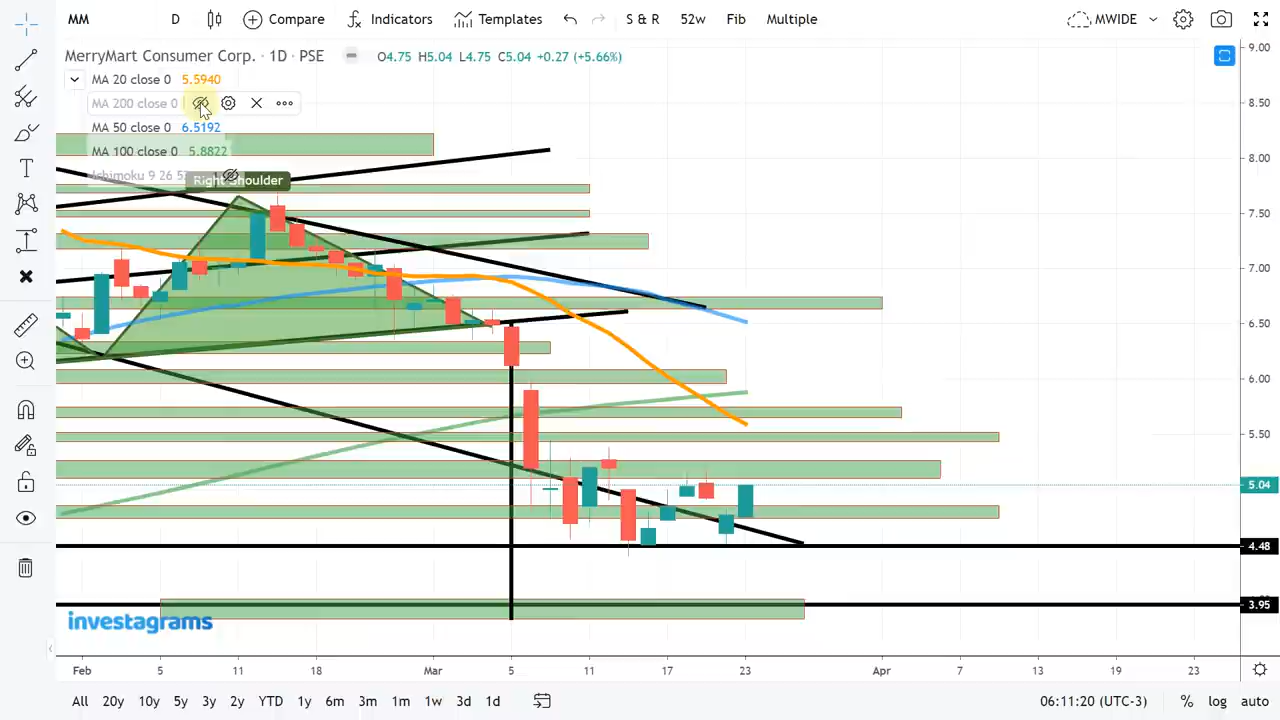 MM D Compare Indicators Templates S & R 52w Fib Multiple MWIDE
MerryMart Consumer Corp. · 1D · PSE O4.75 H5.04 L4.75 C5.04 +0.27 (+5.66%)
MA 20 close 0 5.5940
MA 200 close 0
MA 50 close 0 6.5192
MA 100 close 0 5.8822
Ichimoku 9 26
Right Shoulder
9.00
8.50
8.00
7.50
7.00
6.50
6.00
5.50
5.04
4.48
3.95
investagrams
Feb 5 11 18 Mar 5 11 17 23 Apr 7 13 19 23
All 20y 10y 5y 3y 2y YTD 1y 6m 3m 1m 1w 3d 1d 06:11:20 (UTC-3) % log auto